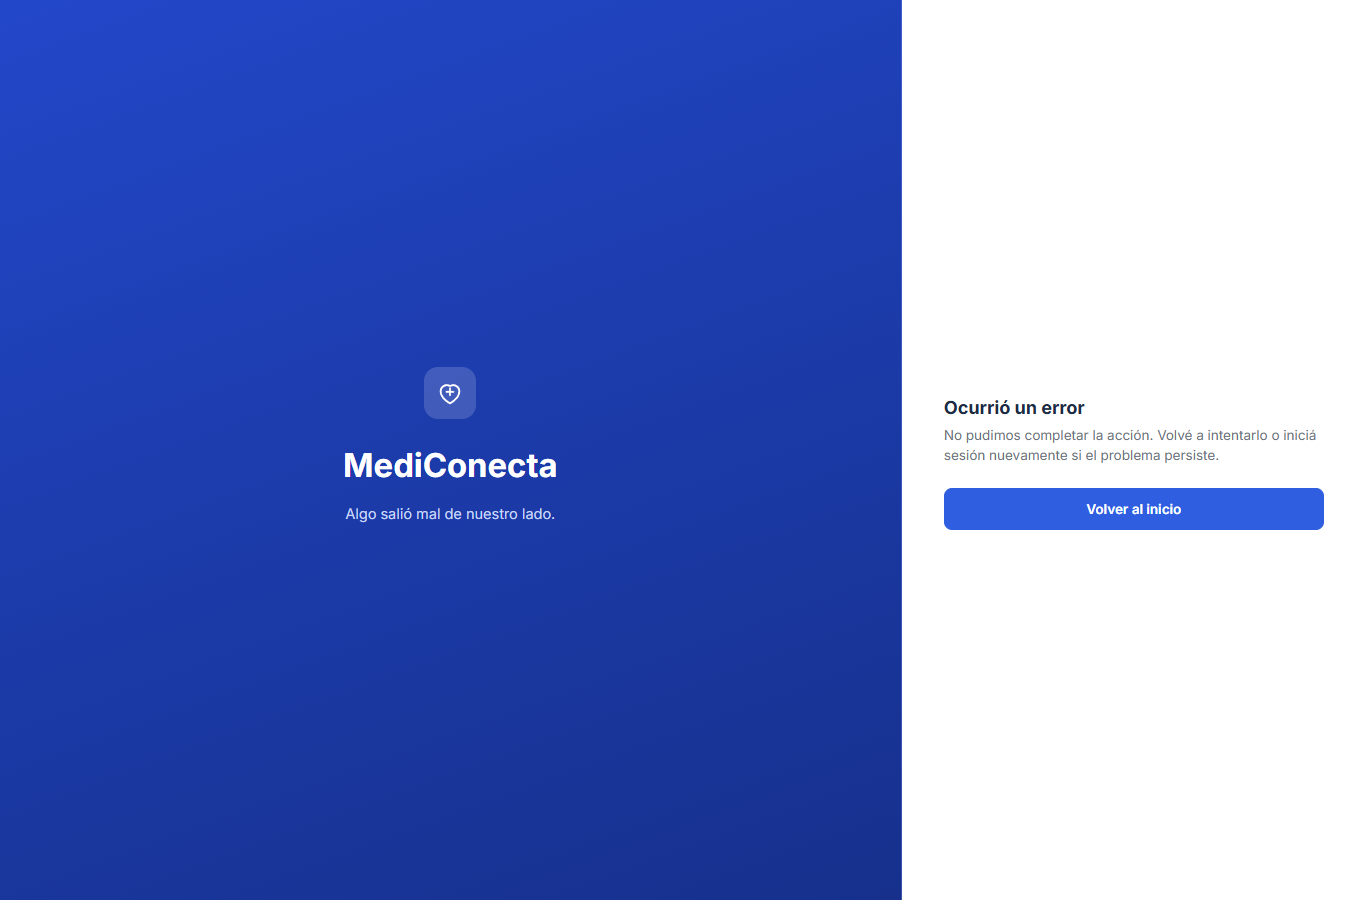 MediConecta
Algo salió mal de nuestro lado.
Ocurrió un error
No pudimos completar la acción. Volvé a intentarlo o iniciá
sesión nuevamente si el problema persiste.
Volver al inicio